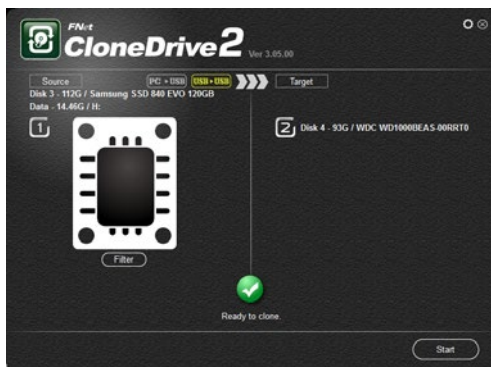 FNet
CloneDrive2 Ver 3.05.00
Source PC ▸ USB USB ▸ USB Target
Disk 3 - 112G / Samsung SSD 840 EVO 120GB
Data - 14.46G / H:
1
2 Disk 4 - 93G / WDC WD1000BEAS-00RRT0
Filter
Ready to clone.
Start